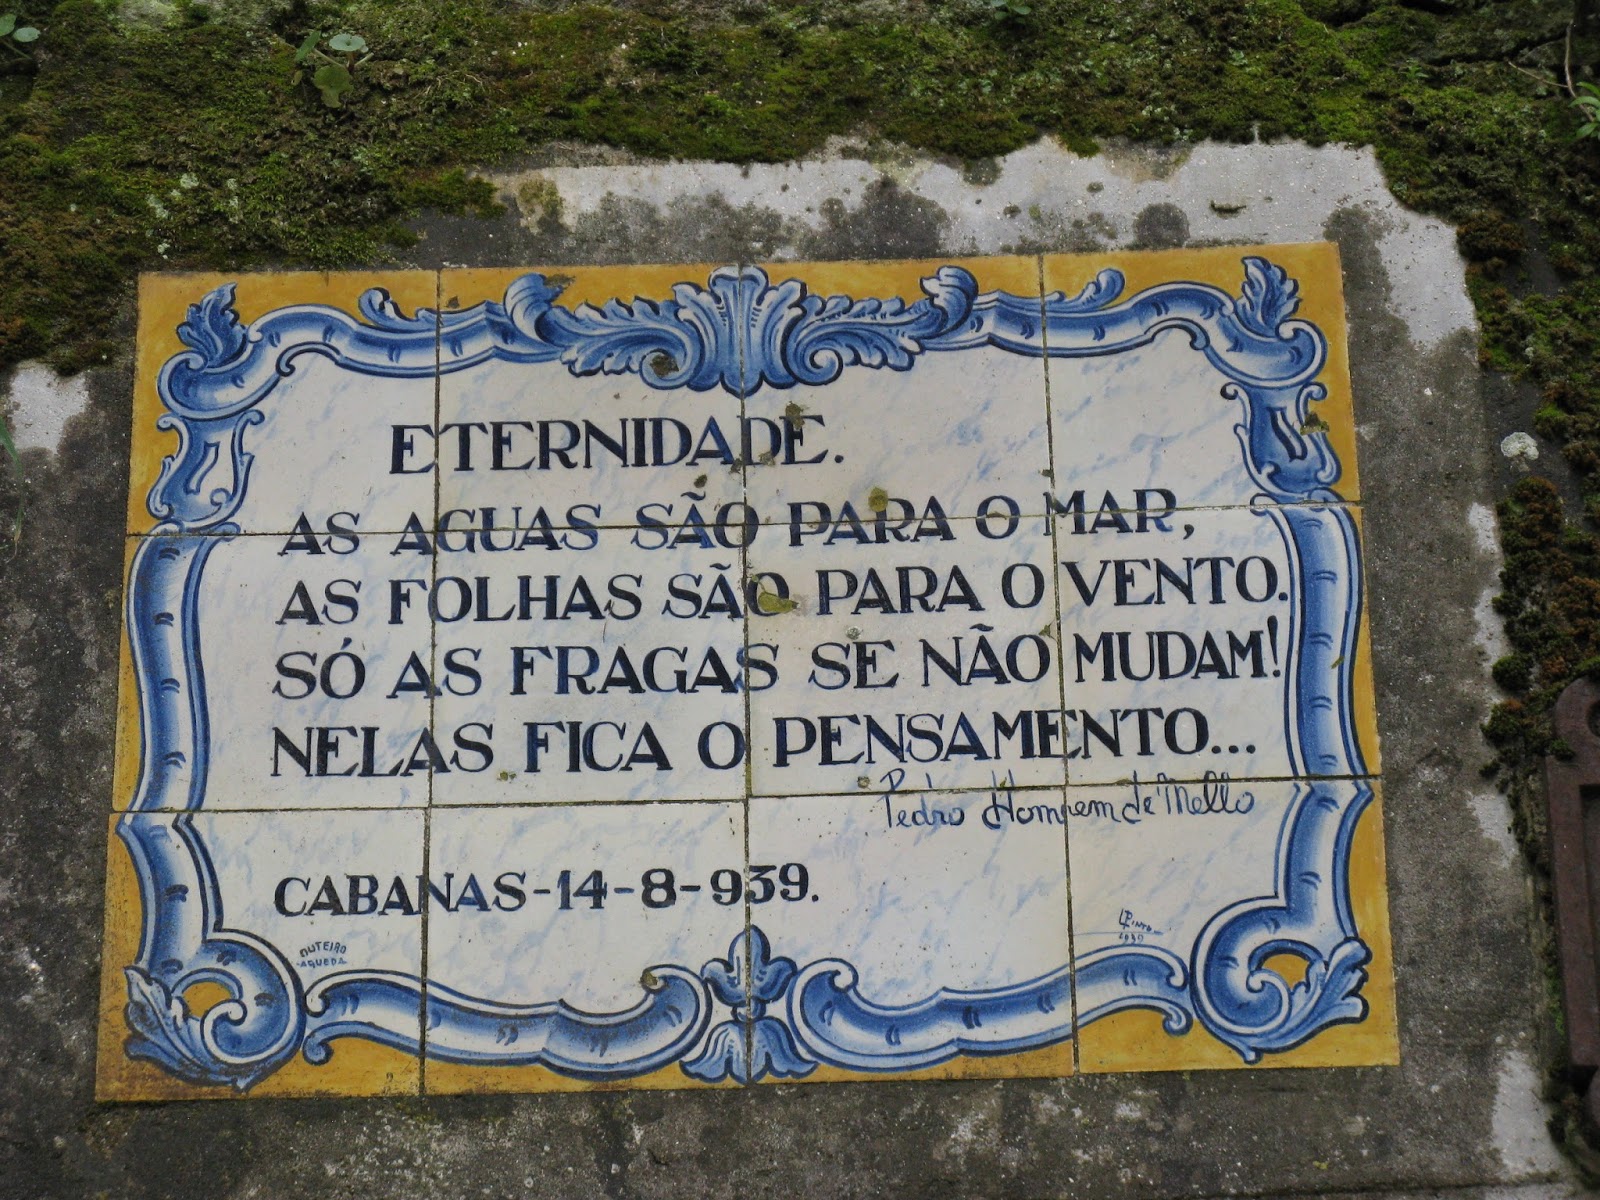 ETERNIDADE.
AS AGUAS SÃO PARA O MAR,
AS FOLHAS SÃO PARA O VENTO.
SÓ AS FRAGAS SE NÃO MUDAM!
NELAS FICA O PENSAMENTO...
Pedro Homem de Mello
CABANAS-14-8-939.
OUTEIRO
AGUEDA